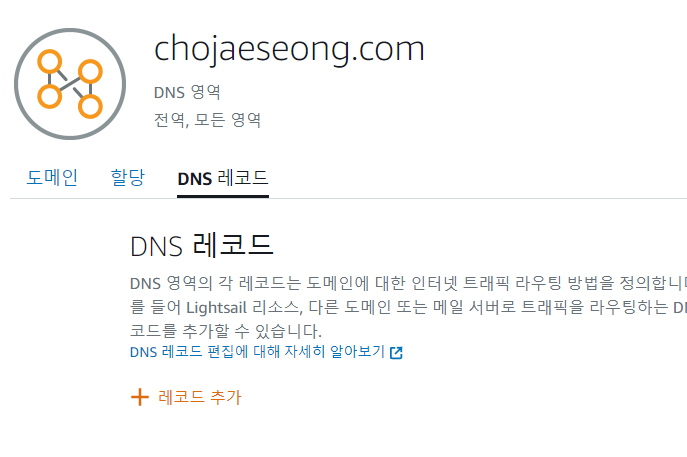 chojaeseong.com
DNS 영역
전역, 모든 영역
도메인 할당 DNS 레코드
DNS 레코드
DNS 영역의 각 레코드는 도메인에 대한 인터넷 트래픽 라우팅 방법을 정의합니
를 들어 Lightsail 리소스, 다른 도메인 또는 메일 서버로 트래픽을 라우팅하는
코드를 추가할 수 있습니다.
DNS 레코드 편집에 대해 자세히 알아보기
+ 레코드 추가